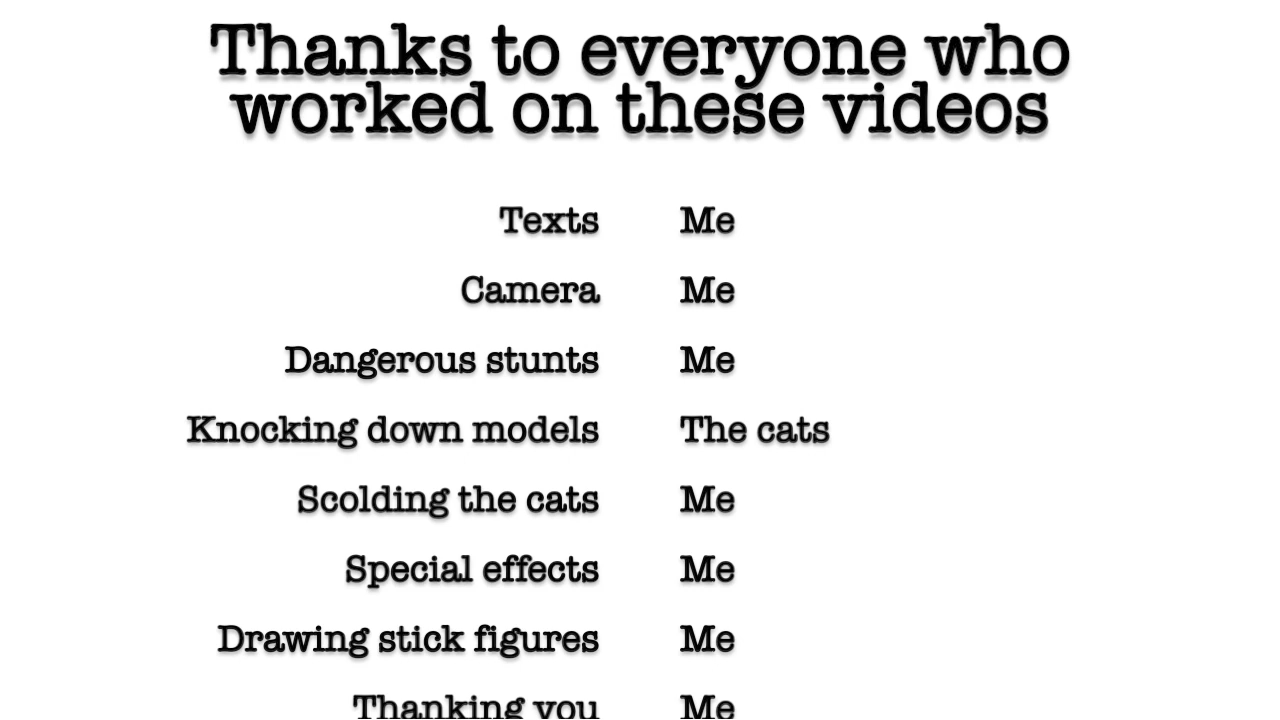 Thanks to everyone who
worked on these videos
Texts Me
Camera Me
Dangerous stunts Me
Knocking down models The cats
Scolding the cats Me
Special effects Me
Drawing stick figures Me
Thanking you Me